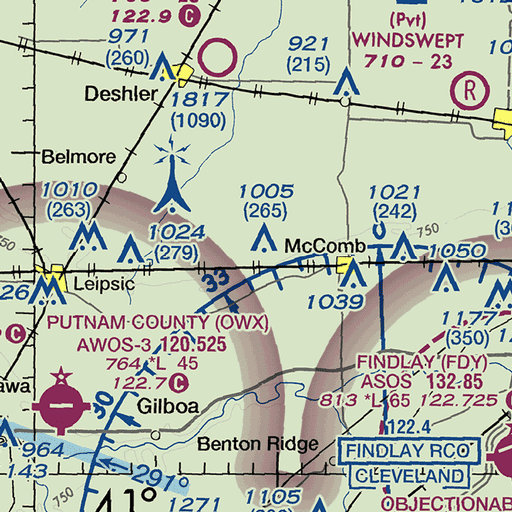 122.9 C
(Pvt)
WINDSWEPT
710 - 23
R
971
(260)
921
(215)
Deshler
1817
(1090)
Belmore
1010
(263)
1005
(265)
1021
(242)
750
1024
(279)
McComb
1050
33
Leipsic
26
1039
PUTNAM COUNTY (OWX)
AWOS-3 120.525
764 *L 45
122.7 C
1177
(350)
FINDLAY (FDY)
ASOS 132.85
813 *L 65 122.725
C
30
Gilboa
122.4
964
143
Benton Ridge
FINDLAY RCO
CLEVELAND
291°
750
41°
1271
1105
OBJECTIONAB